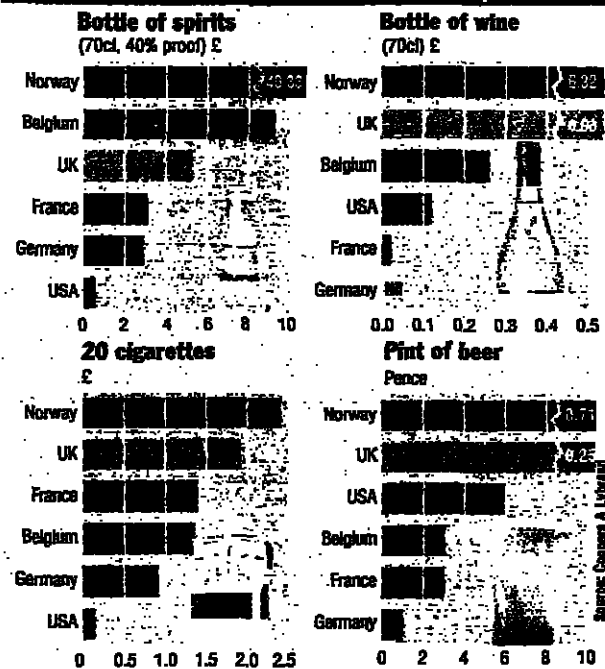 Bottle of spirits
(70cl, 40% proof) £
Norway
Belgium
UK
France
Germany
USA
0 2 4 6 8 10
Bottle of wine
(70cl) £
Norway
UK
Belgium
USA
France
Germany
0.0 0.1 0.2 0.3 0.4 0.5
20 cigarettes
£
Norway
UK
France
Belgium
Germany
USA
0 0.5 1.0 1.5 2.0 2.5
Pint of beer
Pence
Norway
UK
USA
Belgium
France
Germany
0 2 4 6 8 10